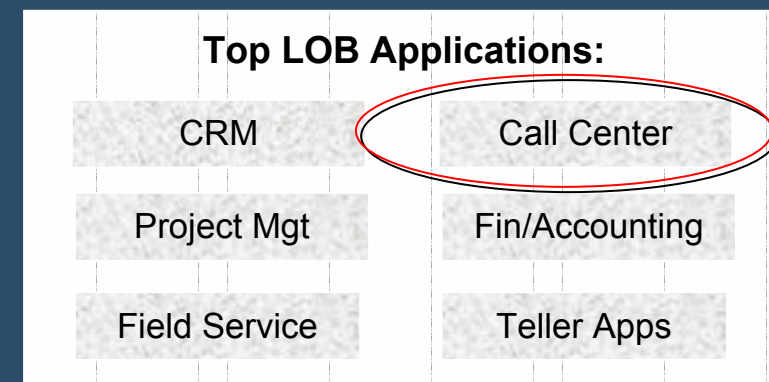 Top LOB Applications:
CRM
Call Center
Project Mgt
Fin/Accounting
Field Service
Teller Apps